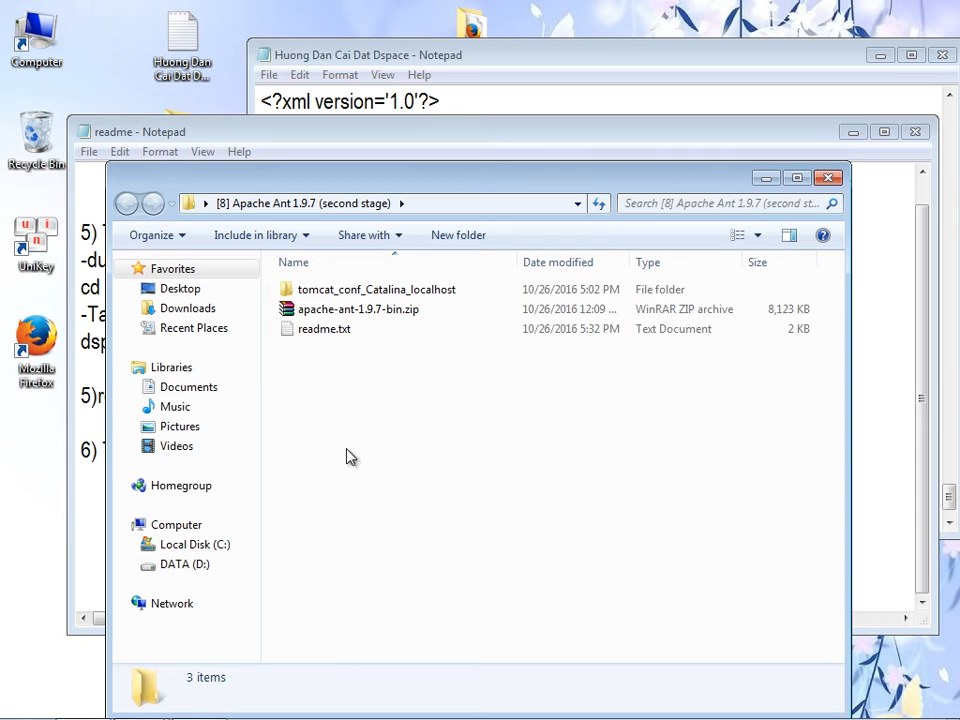 Computer
Huong Dan
Cai Dat D...
Recycle Bin
UniKey
Mozilla
Firefox
Huong Dan Cai Dat Dspace - Notepad
File Edit Format View Help
<?xml version='1.0'?>
readme - Notepad
File Edit Format View Help
5)
-du
cd
-Ta
dsp
5)r
6)
[8] Apache Ant 1.9.7 (second stage)
Search [8] Apache Ant 1.9.7 (second st...
Organize Include in library Share with New folder
Favorites
Desktop
Downloads
Recent Places
Libraries
Documents
Music
Pictures
Videos
Homegroup
Computer
Local Disk (C:)
DATA (D:)
Network
Name Date modified Type Size
tomcat_conf_Catalina_localhost 10/26/2016 5:02 PM File folder
apache-ant-1.9.7-bin.zip 10/26/2016 12:09 ... WinRAR ZIP archive 8,123 KB
readme.txt 10/26/2016 5:32 PM Text Document 2 KB
3 items